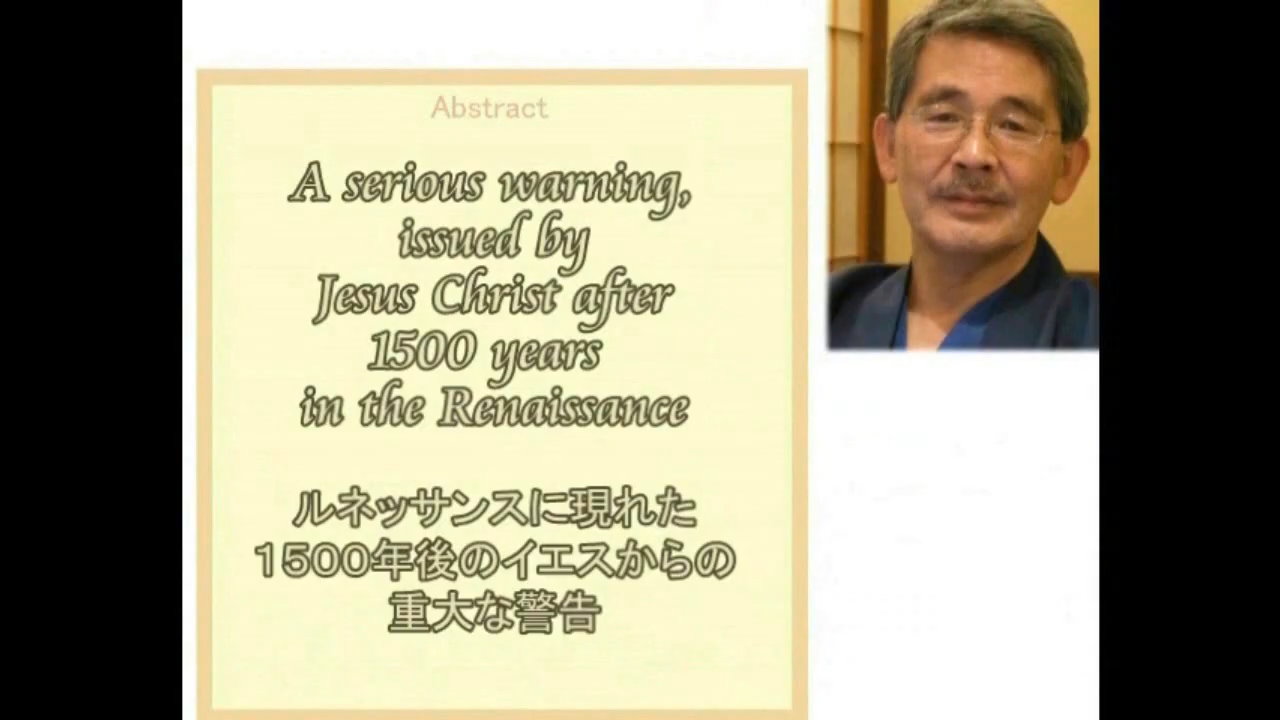 Abstract
A serious warning,
issued by
Jesus Christ after
1500 years
in the Renaissance
ルネッサンスに現れた
１５００年後のイエスからの
重大な警告